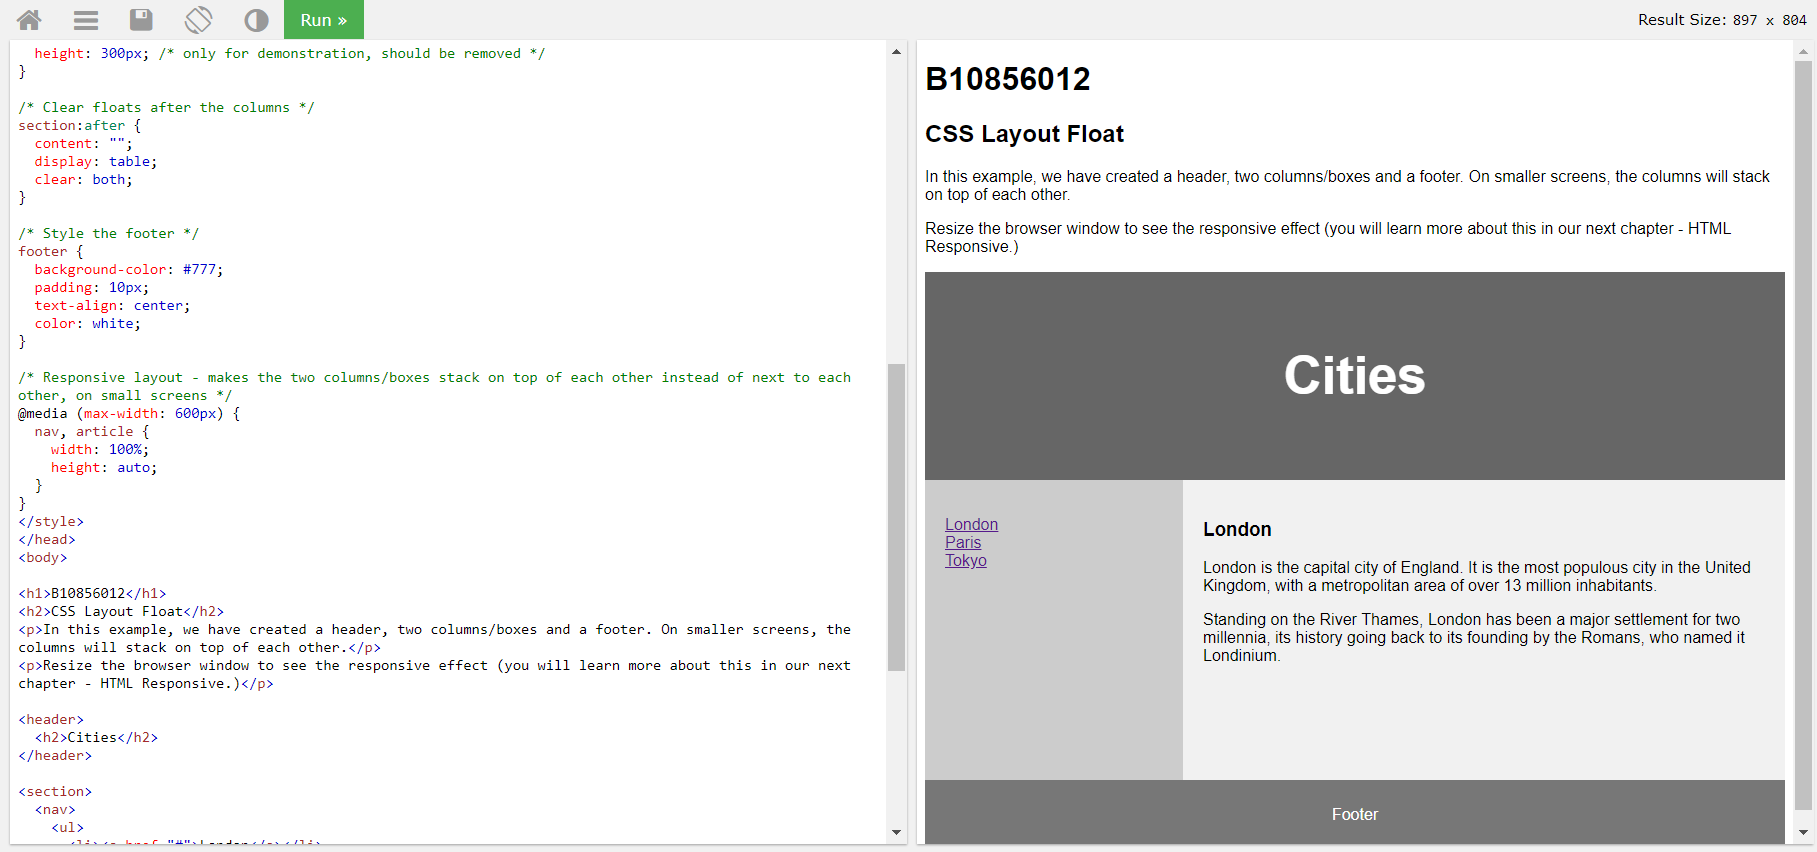 Run »
Result Size: 897 x 804
  height: 300px; /* only for demonstration, should be removed */
}
/* Clear floats after the columns */
section:after {
  content: "";
  display: table;
  clear: both;
}
/* Style the footer */
footer {
  background-color: #777;
  padding: 10px;
  text-align: center;
  color: white;
}
/* Responsive layout - makes the two columns/boxes stack on top of each other instead of next to each
other, on small screens */
@media (max-width: 600px) {
  nav, article {
    width: 100%;
    height: auto;
  }
}
</style>
</head>
<body>
<h1>B10856012</h1>
<h2>CSS Layout Float</h2>
<p>In this example, we have created a header, two columns/boxes and a footer. On smaller screens, the
columns will stack on top of each other.</p>
<p>Resize the browser window to see the responsive effect (you will learn more about this in our next
chapter - HTML Responsive.)</p>
<header>
  <h2>Cities</h2>
</header>
<section>
  <nav>
    <ul>
      <li><a href="#">London</a></li>
B10856012
CSS Layout Float
In this example, we have created a header, two columns/boxes and a footer. On smaller screens, the columns will stack
on top of each other.
Resize the browser window to see the responsive effect (you will learn more about this in our next chapter - HTML
Responsive.)
Cities
London
Paris
Tokyo
London
London is the capital city of England. It is the most populous city in the United
Kingdom, with a metropolitan area of over 13 million inhabitants.
Standing on the River Thames, London has been a major settlement for two
millennia, its history going back to its founding by the Romans, who named it
Londinium.
Footer